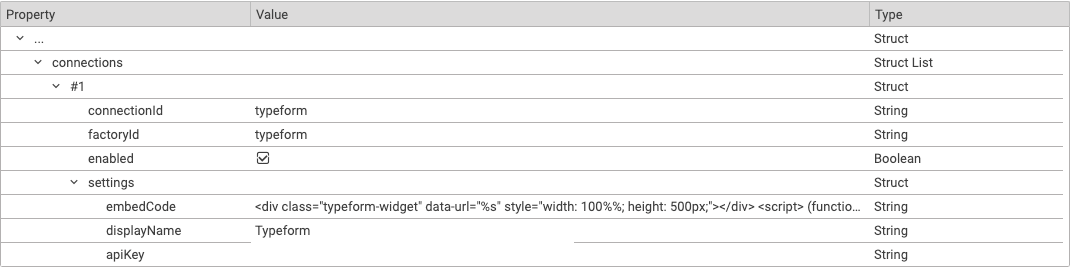 Property Value Type
... Struct
connections Struct List
#1 Struct
connectionId typeform String
factoryId typeform String
enabled Boolean
settings Struct
embedCode <div class="typeform-widget" data-url="%s" style="width: 100%%; height: 500px;"></div> <script> (functio... String
displayName Typeform String
apiKey String